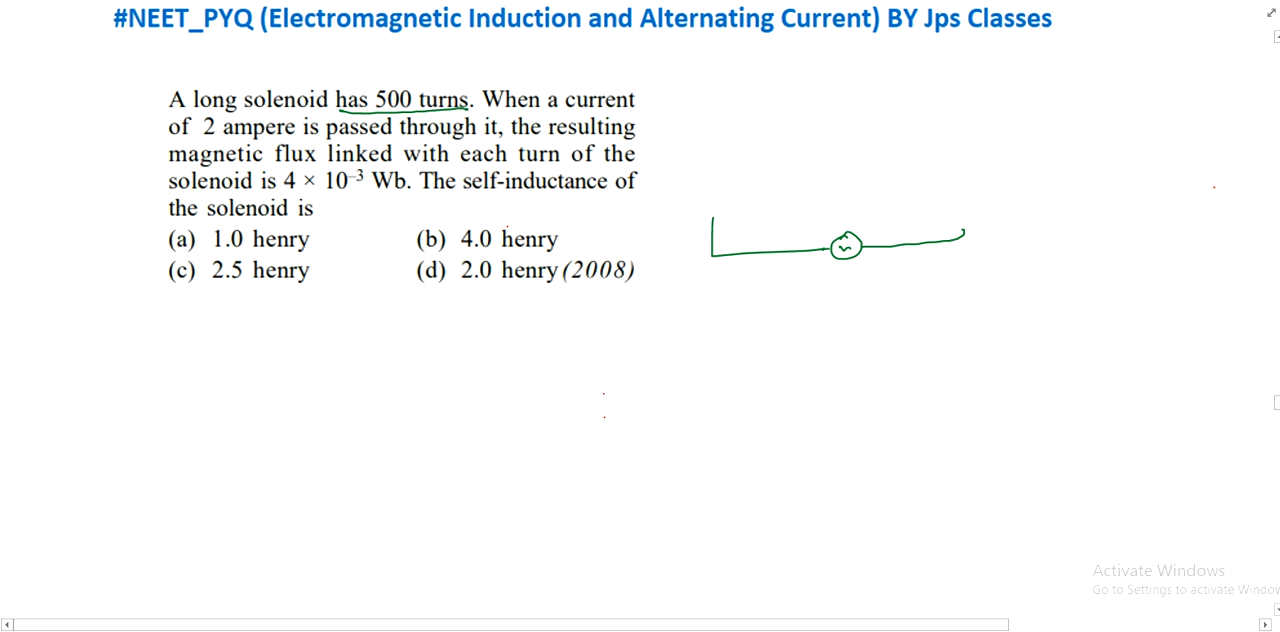 #NEET_PYQ (Electromagnetic Induction and Alternating Current) BY Jps Classes
A long solenoid has 500 turns. When a current
of 2 ampere is passed through it, the resulting
magnetic flux linked with each turn of the
solenoid is 4 × 10⁻³ Wb. The self-inductance of
the solenoid is
(a) 1.0 henry (b) 4.0 henry
(c) 2.5 henry (d) 2.0 henry (2008)
Activate Windows
Go to Settings to activate Window